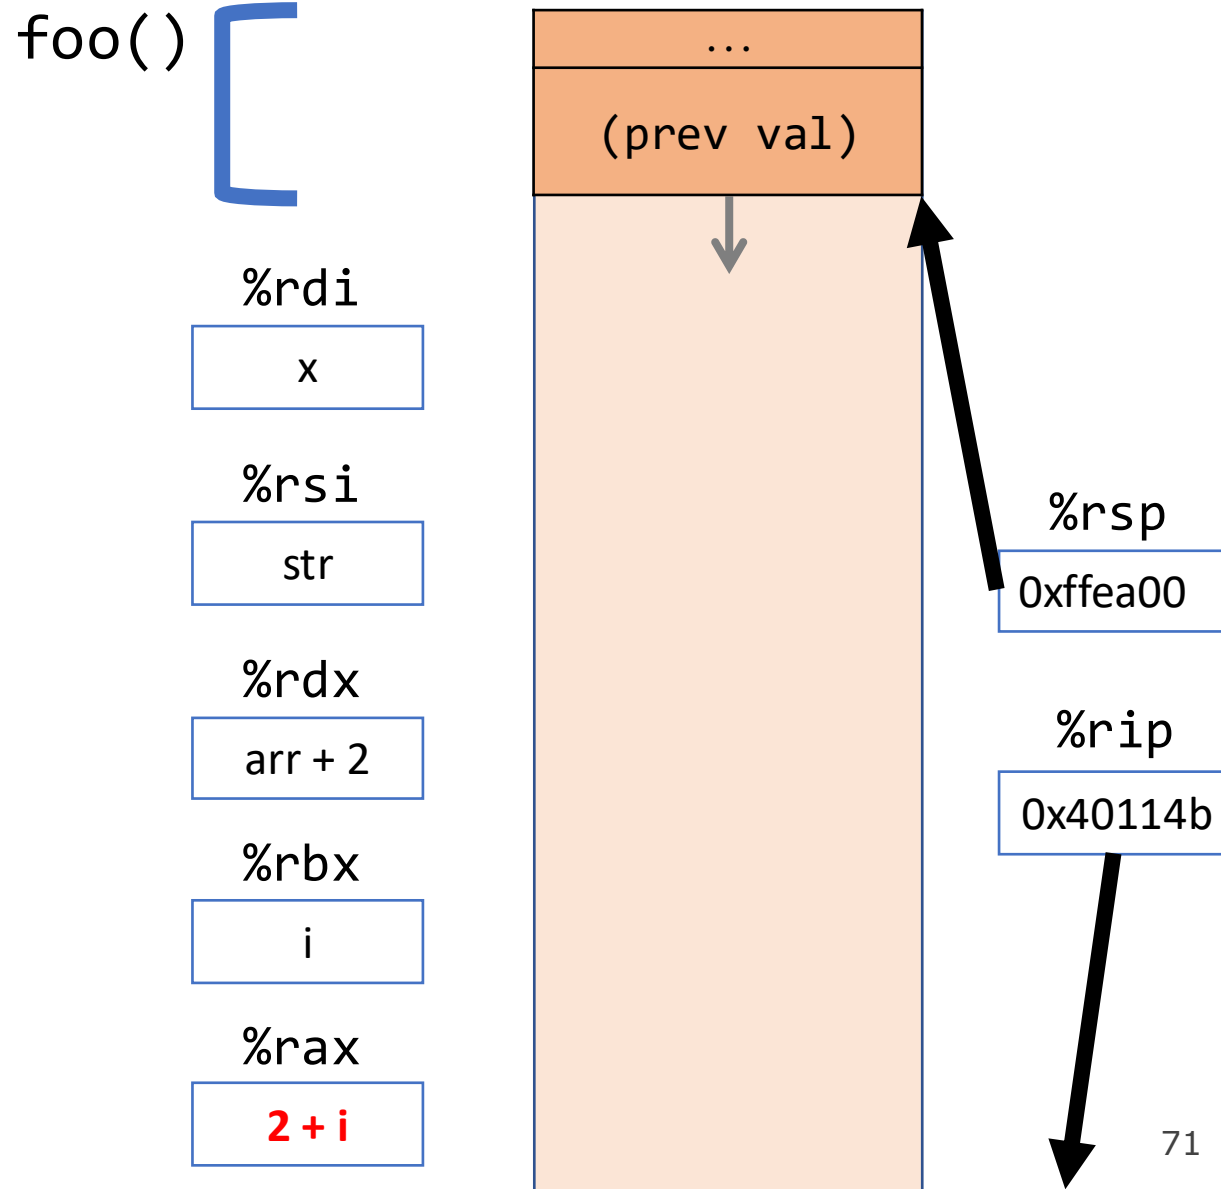 foo()
...
(prev val)
%rdi
x
%rsi
str
%rsp
0xffea00
%rdx
arr + 2
%rip
0x40114b
%rbx
i
%rax
2 + i
71